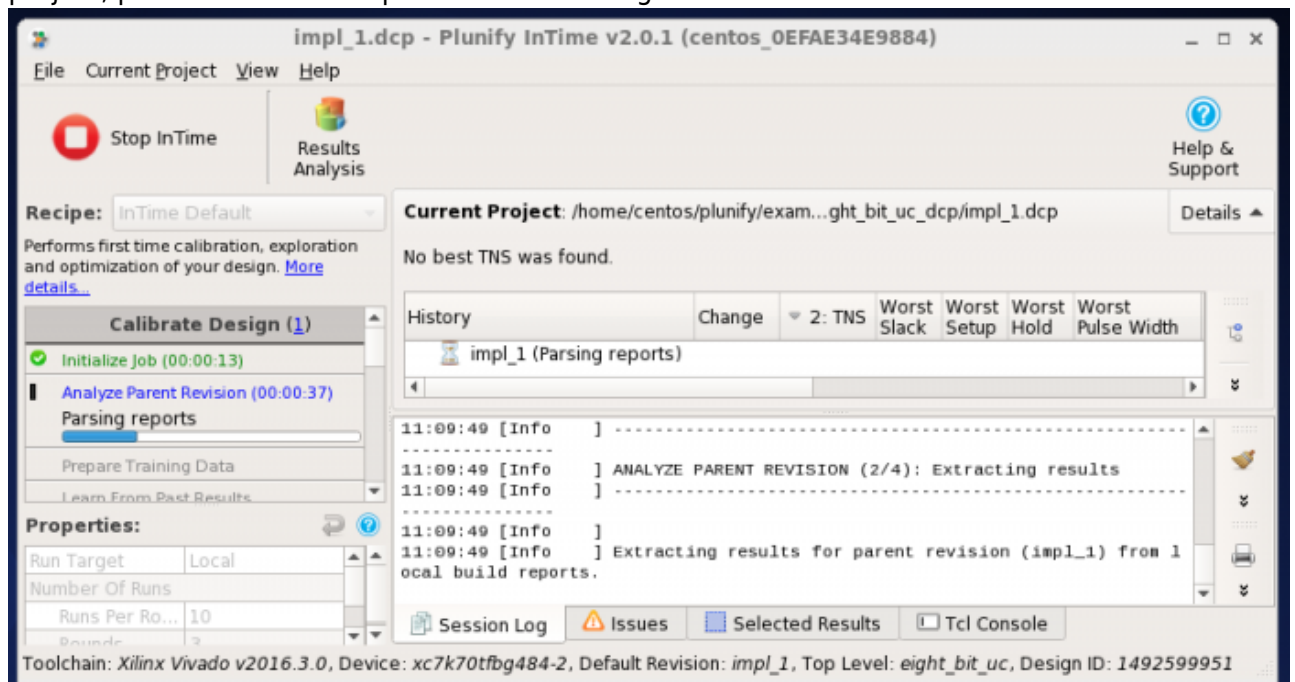 impl_1.dcp - Plunify InTime v2.0.1 (centos_0EFAE34E9884)
File Current Project View Help
Stop InTime
Results
Analysis
Help &
Support
Recipe: InTime Default
Performs first time calibration, exploration
and optimization of your design. More
details...
Calibrate Design (1)
Initialize Job (00:00:13)
Analyze Parent Revision (00:00:37)
Parsing reports
Prepare Training Data
Learn From Past Results
Properties:
Run Target Local
Number Of Runs
Runs Per Ro... 10
Rounds 3
Current Project: /home/centos/plunify/exam...ght_bit_uc_dcp/impl_1.dcp
Details
No best TNS was found.
History Change 2: TNS Worst Slack Worst Setup Worst Hold Worst Pulse Width
impl_1 (Parsing reports)
11:09:49 [Info ] ------------------------------------------------------
---------------
11:09:49 [Info ] ANALYZE PARENT REVISION (2/4): Extracting results
11:09:49 [Info ] ------------------------------------------------------
---------------
11:09:49 [Info ]
11:09:49 [Info ] Extracting results for parent revision (impl_1) from l
ocal build reports.
Session Log Issues Selected Results Tcl Console
Toolchain: Xilinx Vivado v2016.3.0, Device: xc7k70tfbg484-2, Default Revision: impl_1, Top Level: eight_bit_uc, Design ID: 1492599951